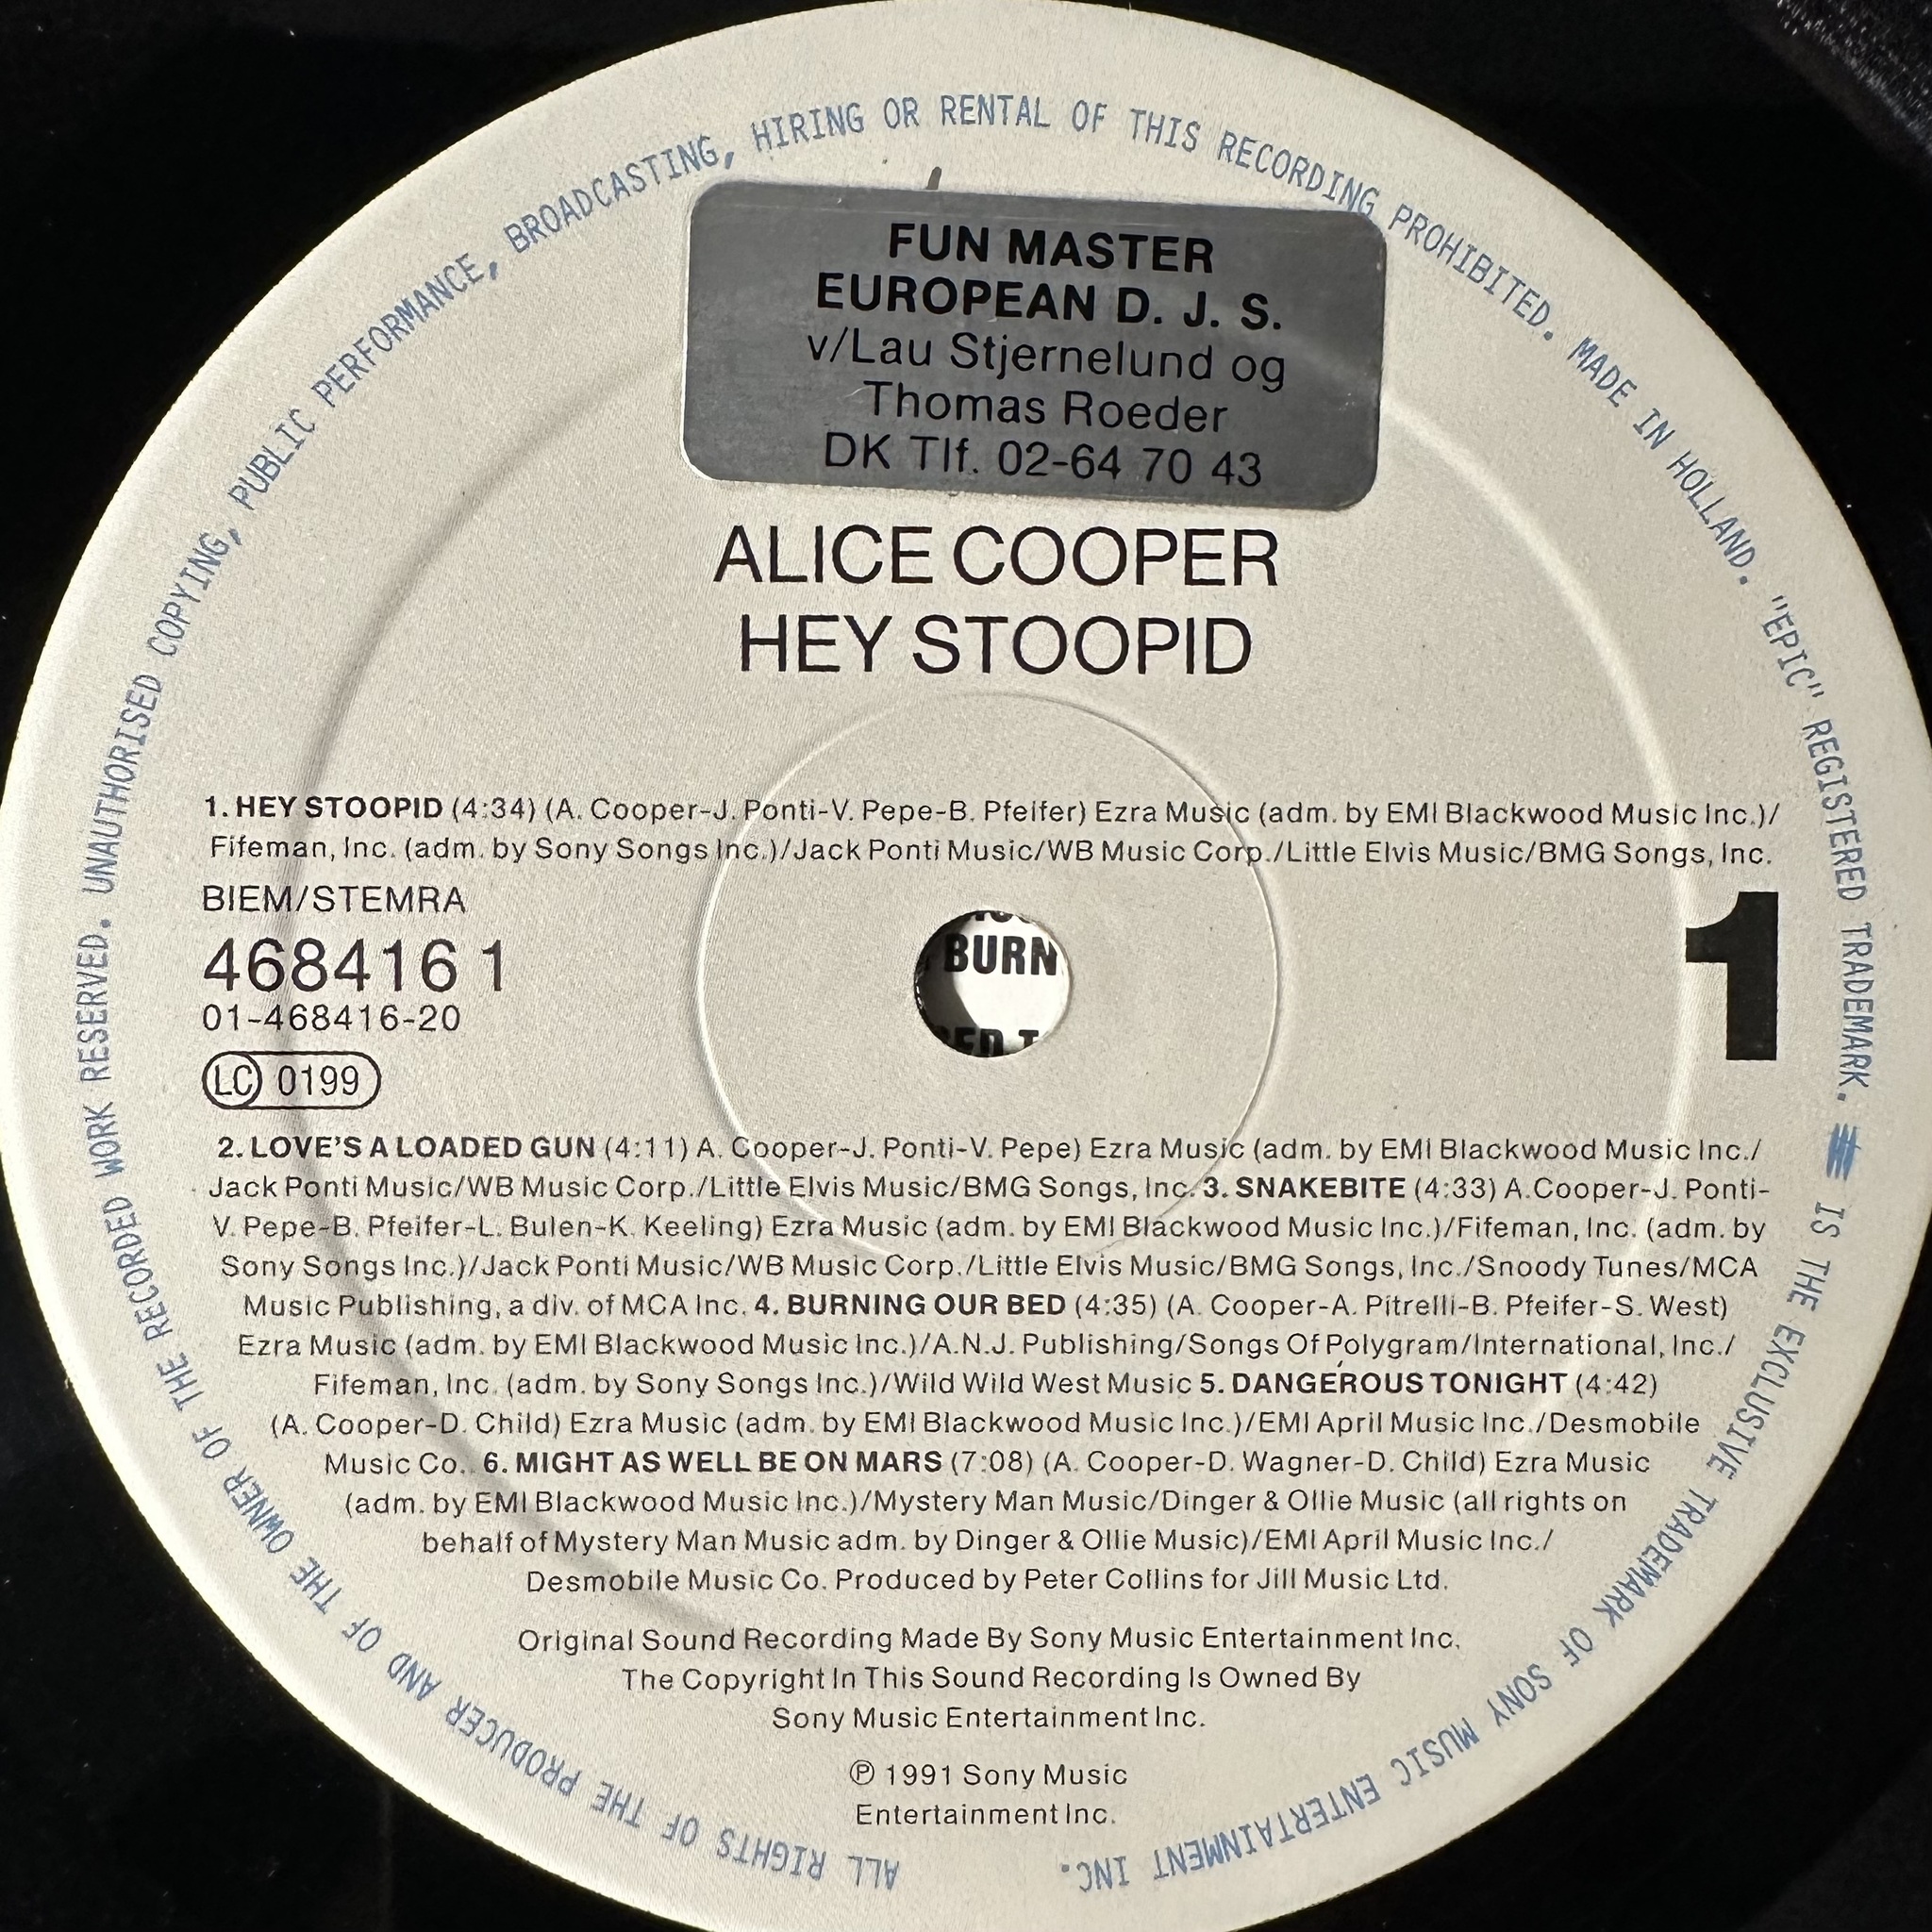 ALL RIGHTS OF THE PRODUCER AND OF THE OWNER OF THE RECORDED WORK RESERVED. UNAUTHORISED COPYING, PUBLIC PERFORMANCE, BROADCASTING, HIRING OR RENTAL OF THIS RECORDING PROHIBITED. MADE IN HOLLAND. "EPIC" REGISTERED TRADEMARK. IS THE EXCLUSIVE TRADEMARK OF SONY MUSIC ENTERTAINMENT INC.
FUN MASTER
EUROPEAN D. J. S.
v/Lau Stjernelund og
Thomas Roeder
DK Tlf. 02-64 70 43
ALICE COOPER
HEY STOOPID
1. HEY STOOPID (4:34) (A. Cooper-J. Ponti-V. Pepe-B. Pfeifer) Ezra Music (adm. by EMI Blackwood Music Inc.)/
Fifeman, Inc. (adm. by Sony Songs Inc.)/Jack Ponti Music/WB Music Corp./Little Elvis Music/BMG Songs, Inc.
BIEM/STEMRA
468416 1
01-468416-20
LC 0199
1
BURN
2. LOVE'S A LOADED GUN (4:11) A. Cooper-J. Ponti-V. Pepe) Ezra Music (adm. by EMI Blackwood Music Inc./
Jack Ponti Music/WB Music Corp./Little Elvis Music/BMG Songs, Inc. 3. SNAKEBITE (4:33) A.Cooper-J. Ponti-
V. Pepe-B. Pfeifer-L. Bulen-K. Keeling) Ezra Music (adm. by EMI Blackwood Music Inc.)/Fifeman, Inc. (adm. by
Sony Songs Inc.)/Jack Ponti Music/WB Music Corp./Little Elvis Music/BMG Songs, Inc./Snoody Tunes/MCA
Music Publishing, a div. of MCA Inc. 4. BURNING OUR BED (4:35) (A. Cooper-A. Pitrelli-B. Pfeifer-S. West)
Ezra Music (adm. by EMI Blackwood Music Inc.)/A.N.J. Publishing/Songs Of Polygram/International, Inc./
Fifeman, Inc. (adm. by Sony Songs Inc.)/Wild Wild West Music 5. DANGEROUS TONIGHT (4:42)
(A. Cooper-D. Child) Ezra Music (adm. by EMI Blackwood Music Inc.)/EMI April Music Inc./Desmobile
Music Co. 6. MIGHT AS WELL BE ON MARS (7:08) (A. Cooper-D. Wagner-D. Child) Ezra Music
(adm. by EMI Blackwood Music Inc.)/Mystery Man Music/Dinger & Ollie Music (all rights on
behalf of Mystery Man Music adm. by Dinger & Ollie Music)/EMI April Music Inc./
Desmobile Music Co. Produced by Peter Collins for Jill Music Ltd.
Original Sound Recording Made By Sony Music Entertainment Inc.
The Copyright In This Sound Recording Is Owned By
Sony Music Entertainment Inc.
℗ 1991 Sony Music
Entertainment Inc.